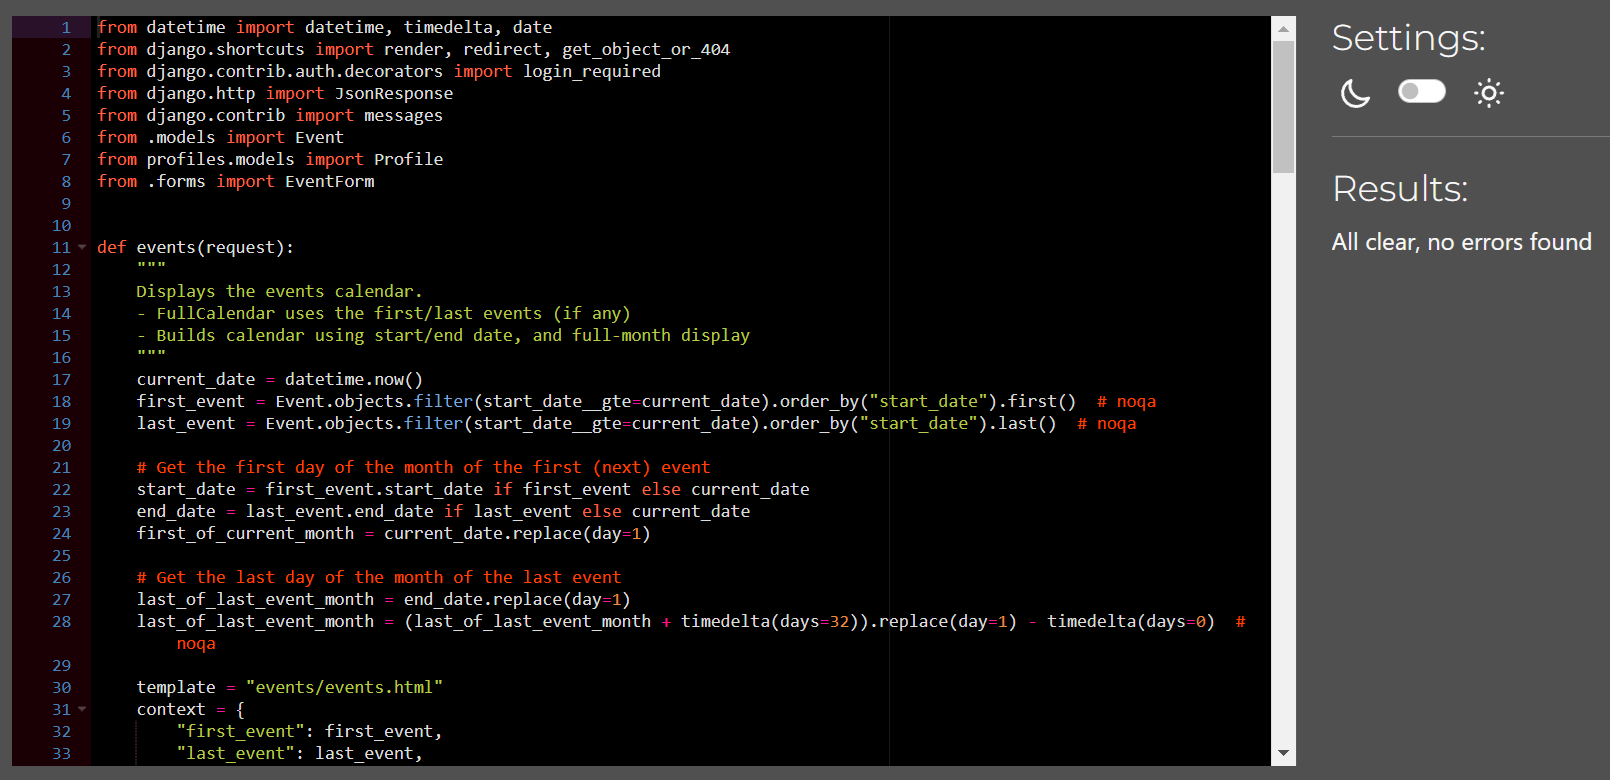 1 from datetime import datetime, timedelta, date
2 from django.shortcuts import render, redirect, get_object_or_404
3 from django.contrib.auth.decorators import login_required
4 from django.http import JsonResponse
5 from django.contrib import messages
6 from .models import Event
7 from profiles.models import Profile
8 from .forms import EventForm
9
10
11 def events(request):
12     """
13     Displays the events calendar.
14     - FullCalendar uses the first/last events (if any)
15     - Builds calendar using start/end date, and full-month display
16     """
17     current_date = datetime.now()
18     first_event = Event.objects.filter(start_date__gte=current_date).order_by("start_date").first()  # noqa
19     last_event = Event.objects.filter(start_date__gte=current_date).order_by("start_date").last()  # noqa
20
21     # Get the first day of the month of the first (next) event
22     start_date = first_event.start_date if first_event else current_date
23     end_date = last_event.end_date if last_event else current_date
24     first_of_current_month = current_date.replace(day=1)
25
26     # Get the last day of the month of the last event
27     last_of_last_event_month = end_date.replace(day=1)
28     last_of_last_event_month = (last_of_last_event_month + timedelta(days=32)).replace(day=1) - timedelta(days=0)  #
noqa
29
30     template = "events/events.html"
31     context = {
32         "first_event": first_event,
33         "last_event": last_event,
Settings:
Results:
All clear, no errors found